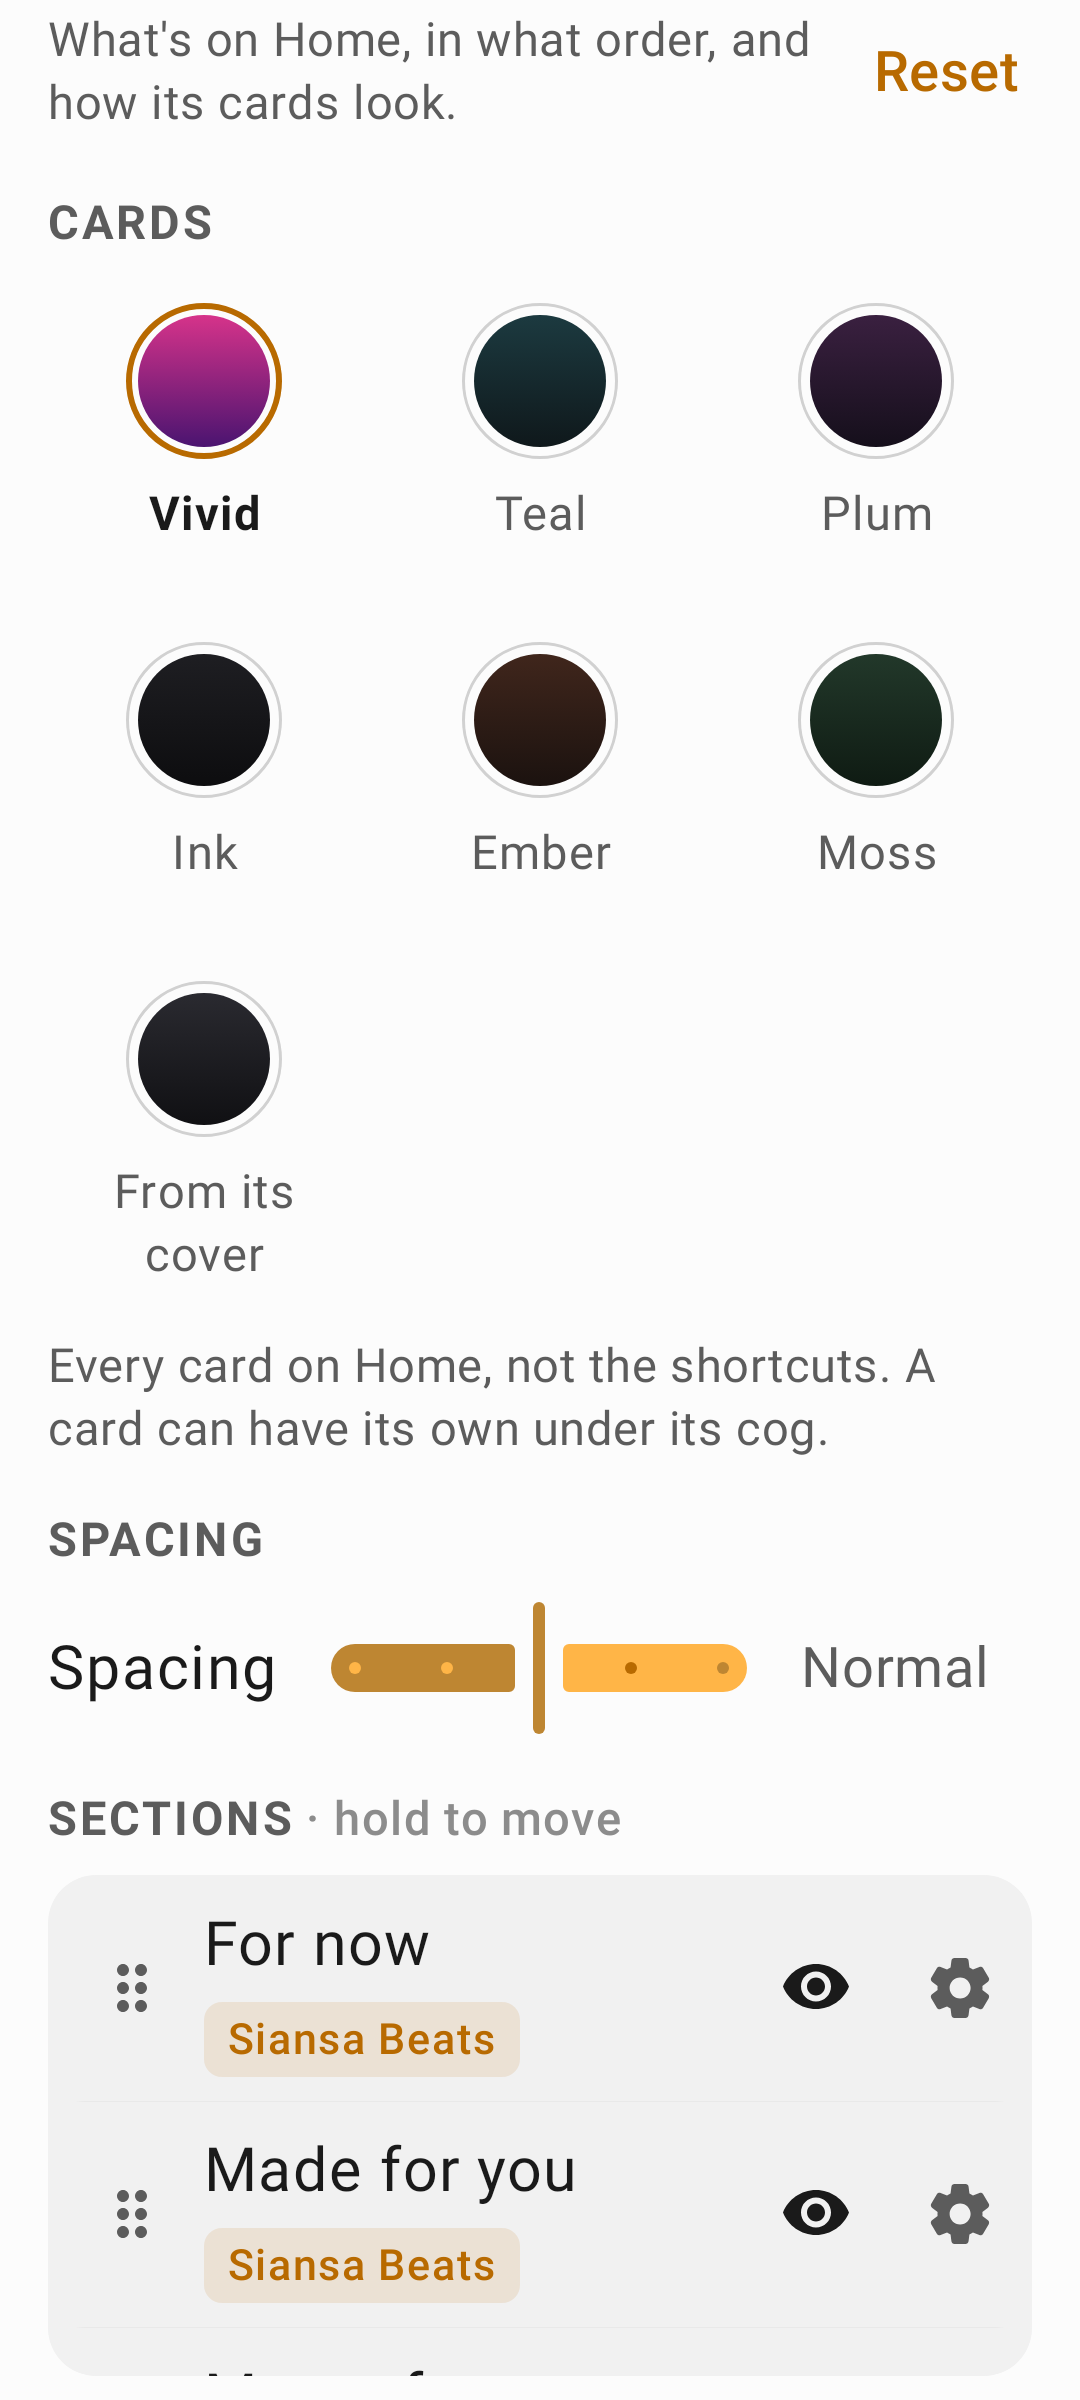 What's on Home, in what order, and
how its cards look.
Reset
CARDS
Vivid
Teal
Plum
Ink
Ember
Moss
From its
cover
Every card on Home, not the shortcuts. A
card can have its own under its cog.
SPACING
Spacing
Normal
SECTIONS · hold to move
For now
Siansa Beats
Made for you
Siansa Beats